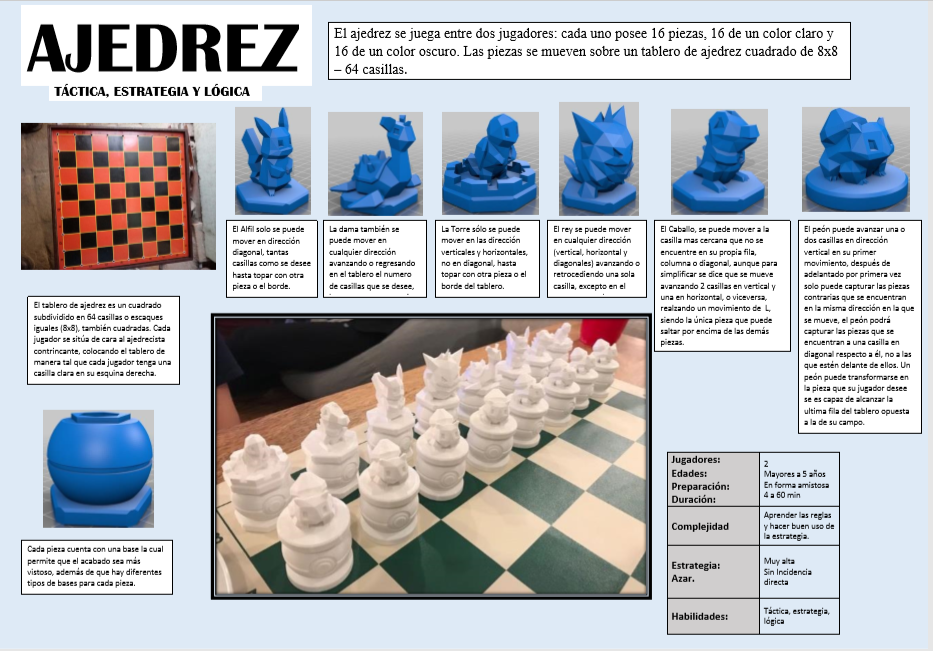 AJEDREZ
TÁCTICA, ESTRATEGIA Y LÓGICA
El ajedrez se juega entre dos jugadores: cada uno posee 16 piezas, 16 de un color claro y
16 de un color oscuro. Las piezas se mueven sobre un tablero de ajedrez cuadrado de 8x8
– 64 casillas.
El Alfil solo se puede
mover en dirección
diagonal, tantas
casillas como se desee
hasta topar con otra
pieza o el borde.
La dama también se
puede mover en
cualquier dirección
avanzando o regresando
en el tablero el numero
de casillas que se desee,
La Torre sólo se puede
mover en las dirección
verticales y horizontales,
no en diagonal, hasta
topar con otra pieza o el
borde del tablero.
El rey se puede mover
en cualquier dirección
(vertical, horizontal y
diagonales) avanzando o
retrocediendo una sola
casilla, excepto en el
El Caballo, se puede mover a la
casilla mas cercana que no se
encuentre en su propia fila,
columna o diagonal, aunque para
simplificar se dice que se mueve
avanzando 2 casillas en vertical y
una en horizontal, o viceversa,
realzando un movimiento de L,
siendo la única pieza que puede
saltar por encima de las demás
piezas.
El peón puede avanzar una o
dos casillas en dirección
vertical en su primer
movimiento, después de
adelantado por primera vez
solo puede capturar las piezas
contrarias que se encuentran
en la misma dirección en la que
se mueve, el peón podrá
capturar las piezas que se
encuentran a una casilla en
diagonal respecto a él, no a las
que estén delante de ellos. Un
peón puede transformarse en
la pieza que su jugador desee
se es capaz de alcanzar la
ultima fila del tablero opuesta
a la de su campo.
El tablero de ajedrez es un cuadrado
subdividido en 64 casillas o escaques
iguales (8x8), también cuadradas. Cada
jugador se sitúa de cara al ajedrecista
contrincante, colocando el tablero de
manera tal que cada jugador tenga una
casilla clara en su esquina derecha.
Cada pieza cuenta con una base la cual
permite que el acabado sea más
vistoso, además de que hay diferentes
tipos de bases para cada pieza.
Jugadores: 2
Edades: Mayores a 5 años
Preparación: En forma amistosa
Duración: 4 a 60 min
Complejidad Aprender las reglas
y hacer buen uso de
la estrategia.
Estrategia: Muy alta
Azar. Sin Incidencia
directa
Habilidades: Táctica, estrategia,
lógica